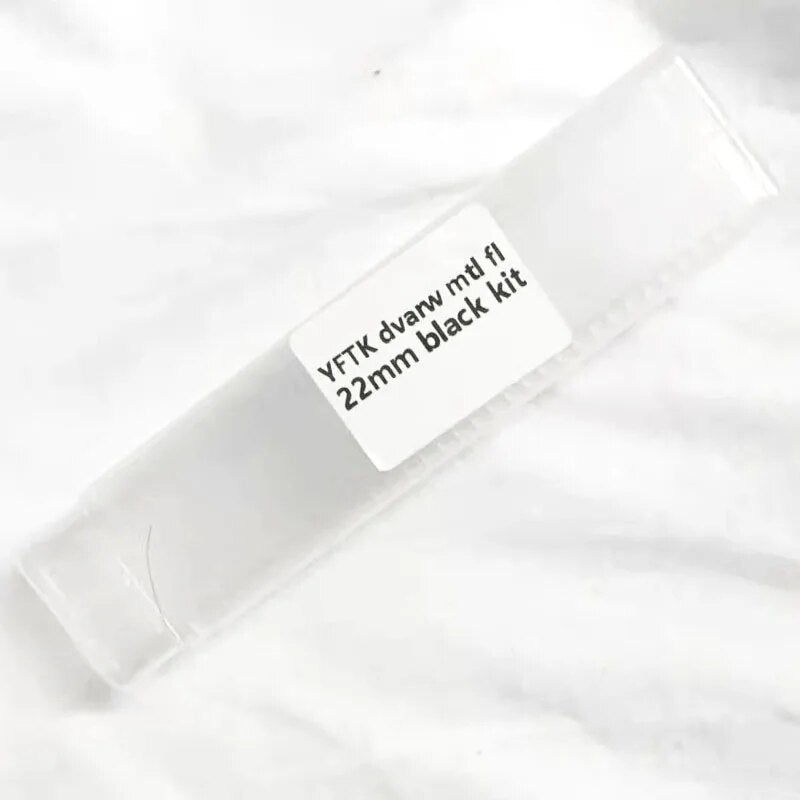 YFTK dvarw mtl fl
22mm black kit